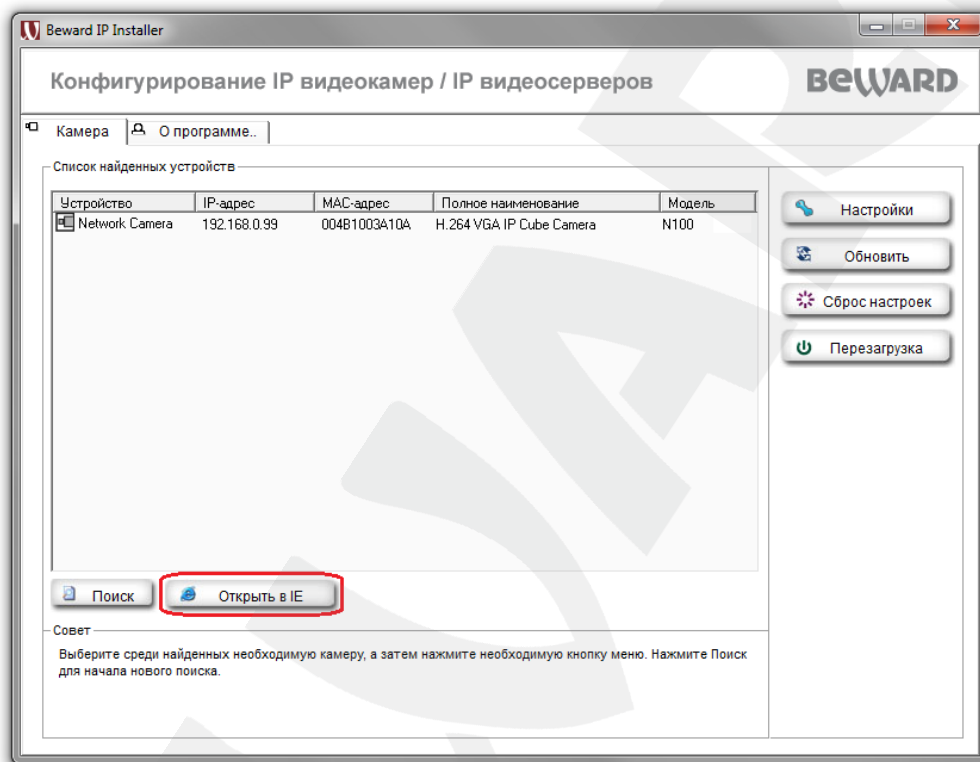 Beward IP Installer
Конфигурирование IP видеокамер / IP видеосерверов
BEWARD
Камера
О программе..
Список найденных устройств
Устройство IP-адрес MAC-адрес Полное наименование Модель
Network Camera 192.168.0.99 004B1003A10A H.264 VGA IP Cube Camera N100
Настройки
Обновить
Сброс настроек
Перезагрузка
Поиск
Открыть в IE
Совет
Выберите среди найденных необходимую камеру, а затем нажмите необходимую кнопку меню. Нажмите Поиск
для начала нового поиска.